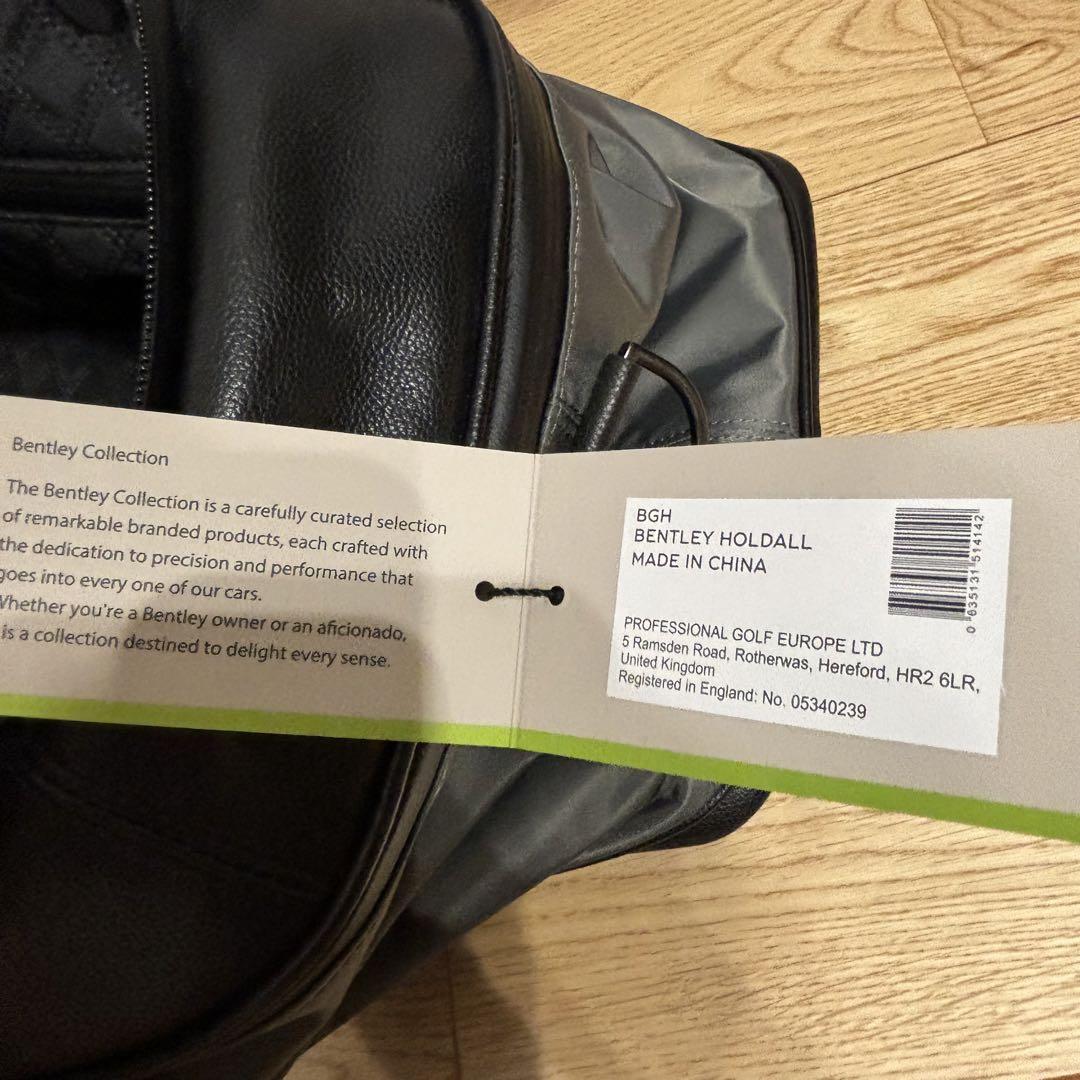 Bentley Collection
The Bentley Collection is a carefully curated selection
of remarkable branded products, each crafted with
the dedication to precision and performance that
goes into every one of our cars.
Whether you're a Bentley owner or an aficionado,
is a collection destined to delight every sense.
BGH
BENTLEY HOLDALL
MADE IN CHINA
0 635131 514142
PROFESSIONAL GOLF EUROPE LTD
5 Ramsden Road, Rotherwas, Hereford, HR2 6LR,
United Kingdom
Registered in England: No. 05340239